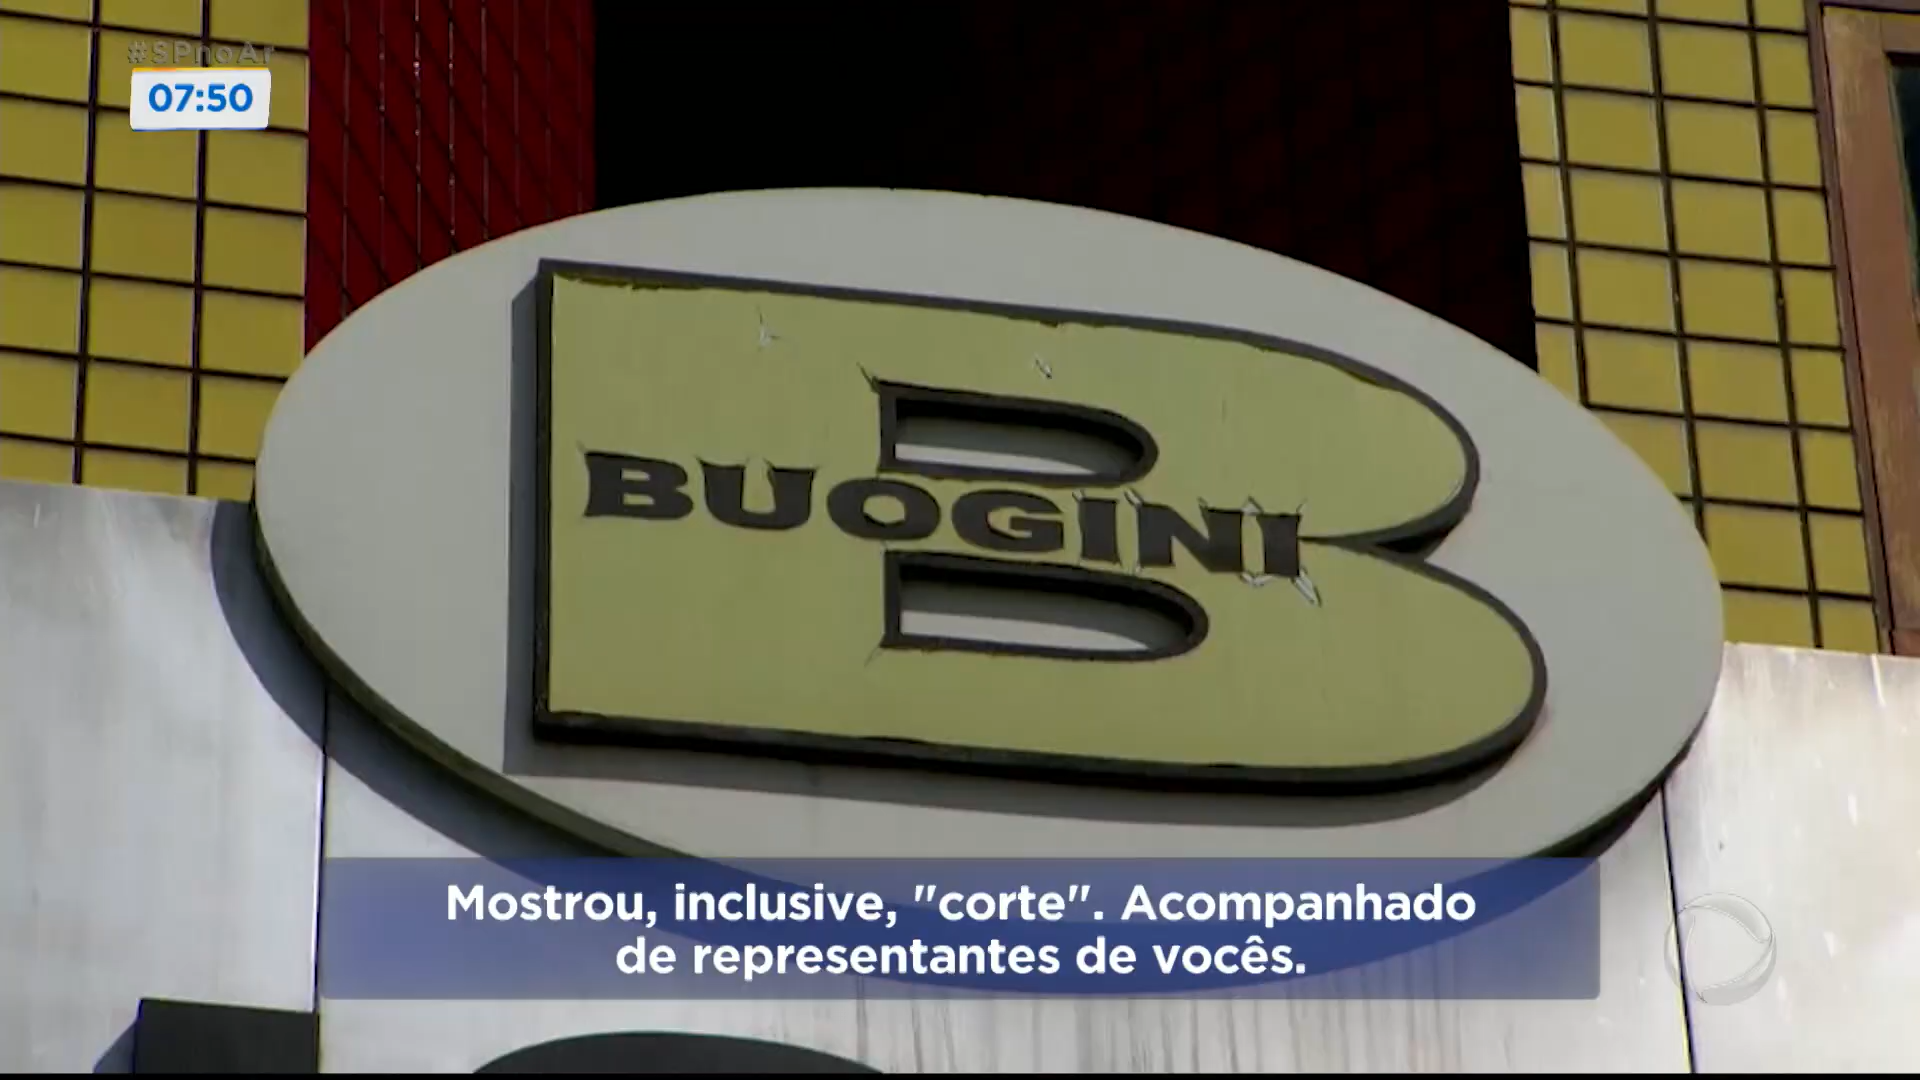 #SPnoAr
07:50
BUOGINI
Mostrou, inclusive, "corte". Acompanhado
de representantes de vocês.